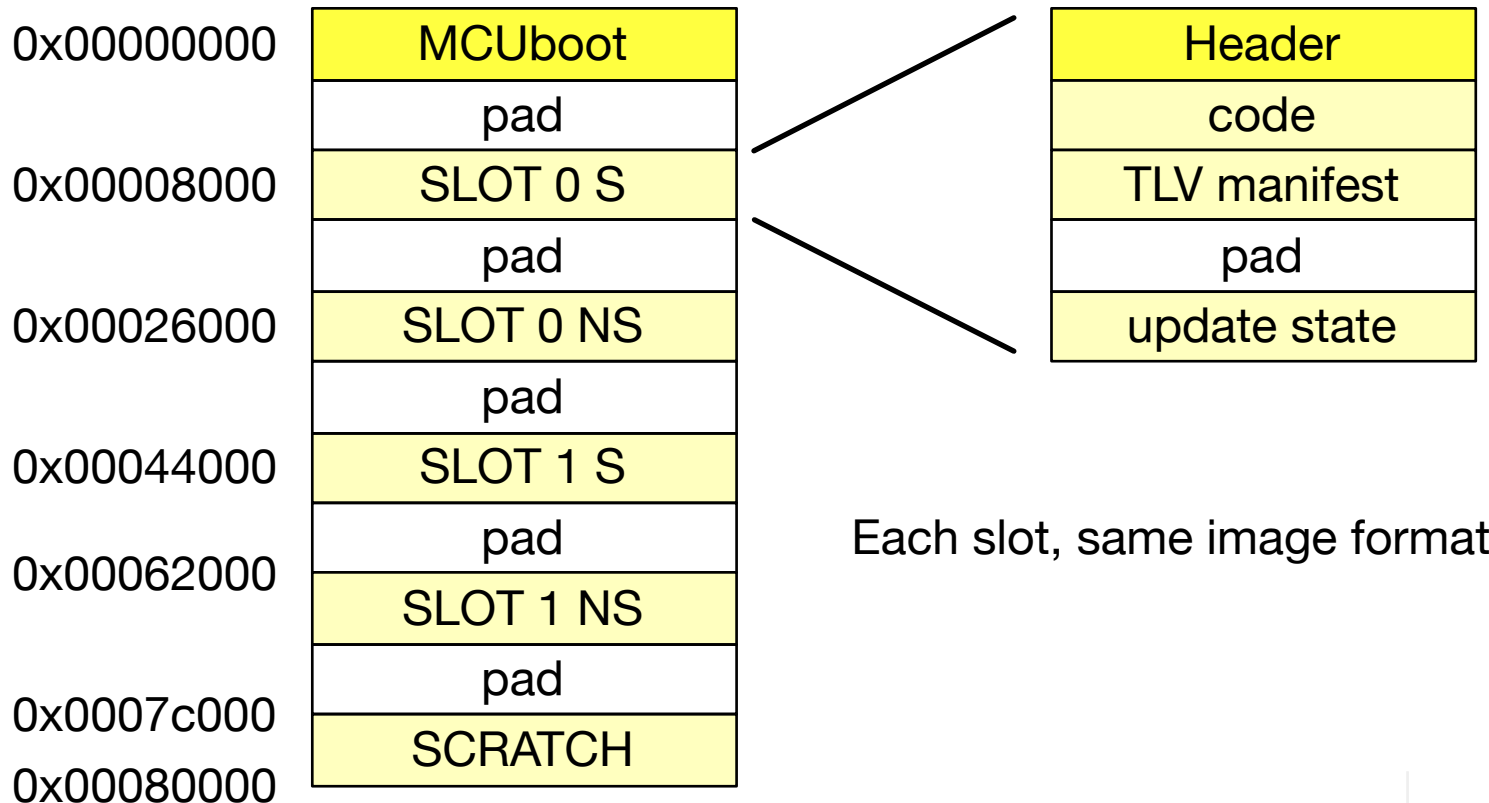 0x00000000
MCUboot
pad
0x00008000
SLOT 0 S
pad
0x00026000
SLOT 0 NS
pad
0x00044000
SLOT 1 S
pad
0x00062000
SLOT 1 NS
pad
0x0007c000
SCRATCH
0x00080000
Header
code
TLV manifest
pad
update state
Each slot, same image format